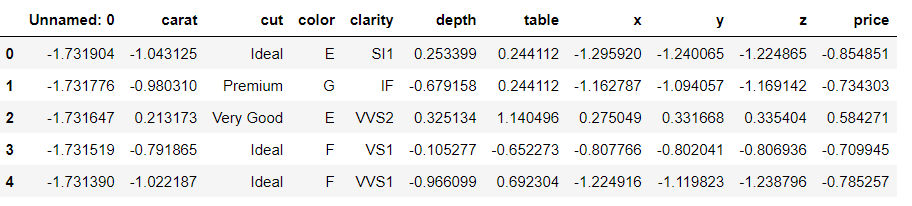 Unnamed: 0 carat cut color clarity depth table x y z price
0 -1.731904 -1.043125 Ideal E SI1 0.253399 0.244112 -1.295920 -1.240065 -1.224865 -0.854851
1 -1.731776 -0.980310 Premium G IF -0.679158 0.244112 -1.162787 -1.094057 -1.169142 -0.734303
2 -1.731647 0.213173 Very Good E VVS2 0.325134 1.140496 0.275049 0.331668 0.335404 0.584271
3 -1.731519 -0.791865 Ideal F VS1 -0.105277 -0.652273 -0.807766 -0.802041 -0.806936 -0.709945
4 -1.731390 -1.022187 Ideal F VVS1 -0.966099 0.692304 -1.224916 -1.119823 -1.238796 -0.785257